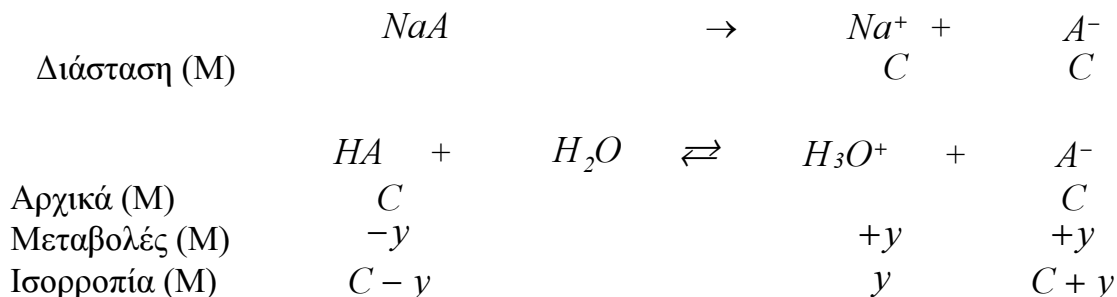 NaA → Na⁺ + A⁻
Διάσταση (Μ) C C
HA + H₂O ⇄ H₃O⁺ + A⁻
Αρχικά (Μ) C C
Μεταβολές (Μ) −y +y +y
Ισορροπία (Μ) C − y y C + y